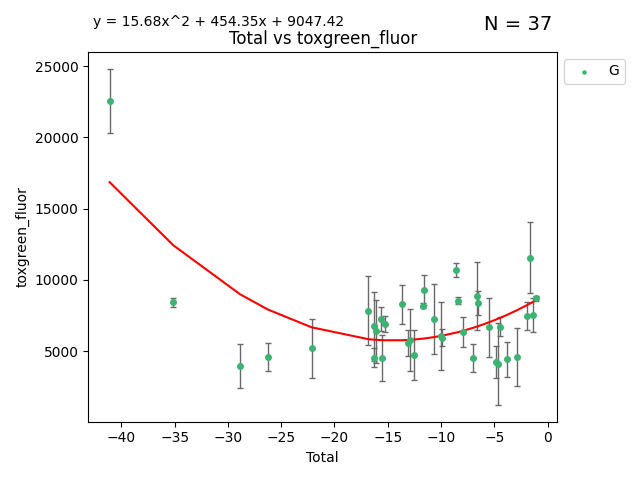 y = 15.68x^2 + 454.35x + 9047.42
N = 37
Total vs toxgreen_fluor
G
25000
20000
15000
10000
5000
toxgreen_fluor
−40 −35 −30 −25 −20 −15 −10 −5 0
Total